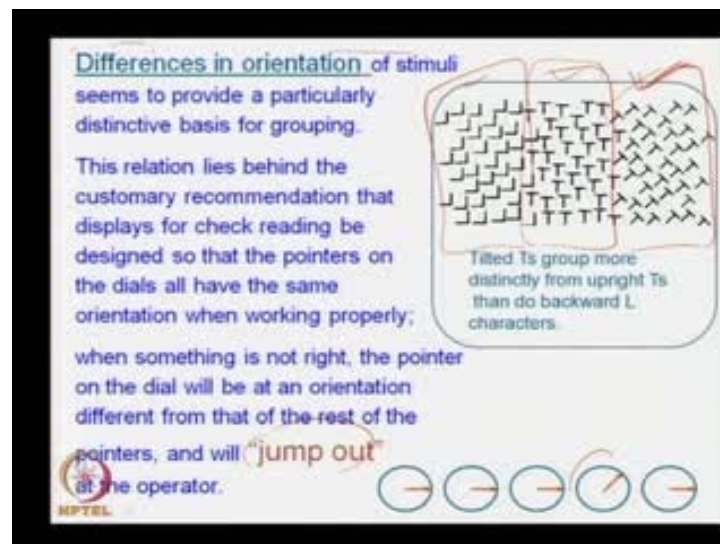 Differences in orientation of stimuli
seems to provide a particularly
distinctive basis for grouping.
This relation lies behind the
customary recommendation that
displays for check reading be
designed so that the pointers on
the dials all have the same
orientation when working properly;
when something is not right, the pointer
on the dial will be at an orientation
different from that of the rest of the
pointers, and will "jump out"
at the operator.
Tilted Ts group more
distinctly from upright Ts
than do backward L
characters.
NPTEL